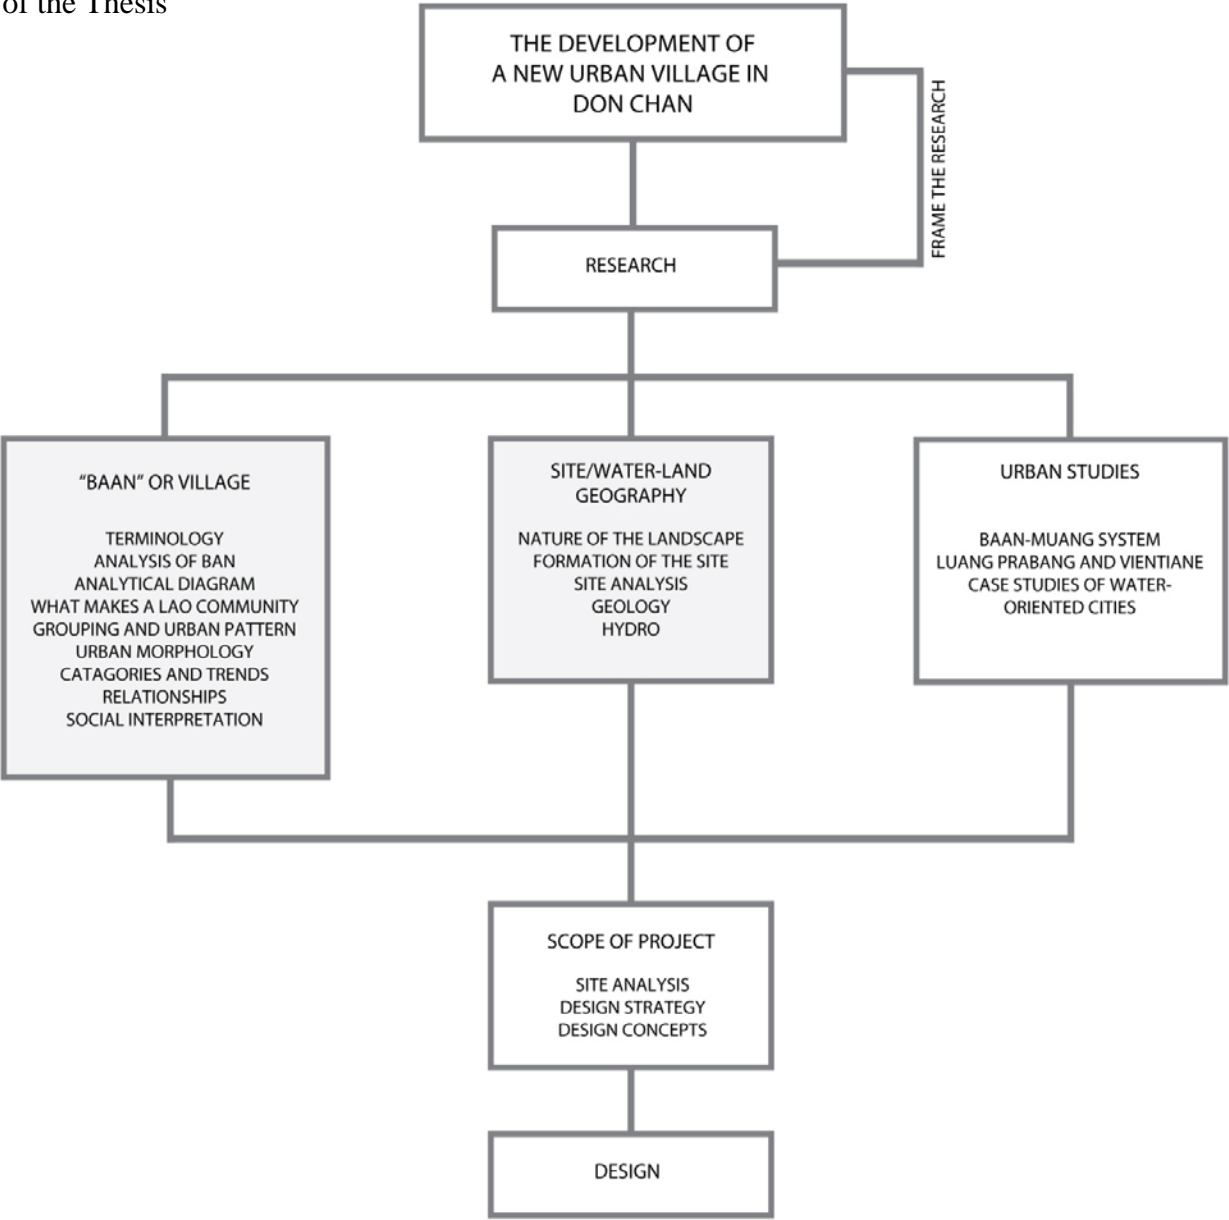 of the Thesis
THE DEVELOPMENT OF
A NEW URBAN VILLAGE IN
DON CHAN
FRAME THE RESEARCH
RESEARCH
“BAAN” OR VILLAGE
TERMINOLOGY
ANALYSIS OF BAN
ANALYTICAL DIAGRAM
WHAT MAKES A LAO COMMUNITY
GROUPING AND URBAN PATTERN
URBAN MORPHOLOGY
CATAGORIES AND TRENDS
RELATIONSHIPS
SOCIAL INTERPRETATION
SITE/WATER-LAND
GEOGRAPHY
NATURE OF THE LANDSCAPE
FORMATION OF THE SITE
SITE ANALYSIS
GEOLOGY
HYDRO
URBAN STUDIES
BAAN-MUANG SYSTEM
LUANG PRABANG AND VIENTIANE
CASE STUDIES OF WATER-
ORIENTED CITIES
SCOPE OF PROJECT
SITE ANALYSIS
DESIGN STRATEGY
DESIGN CONCEPTS
DESIGN